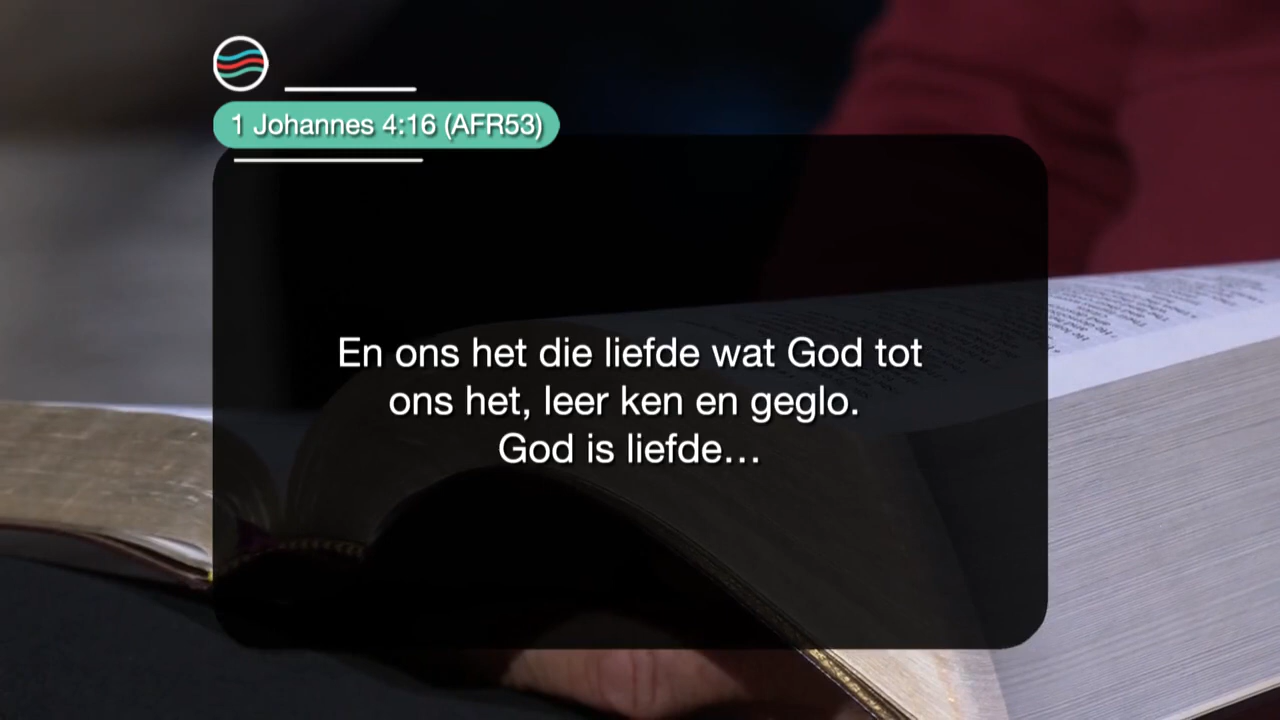 1 Johannes 4:16 (AFR53)
En ons het die liefde wat God tot
ons het, leer ken en geglo.
God is liefde…